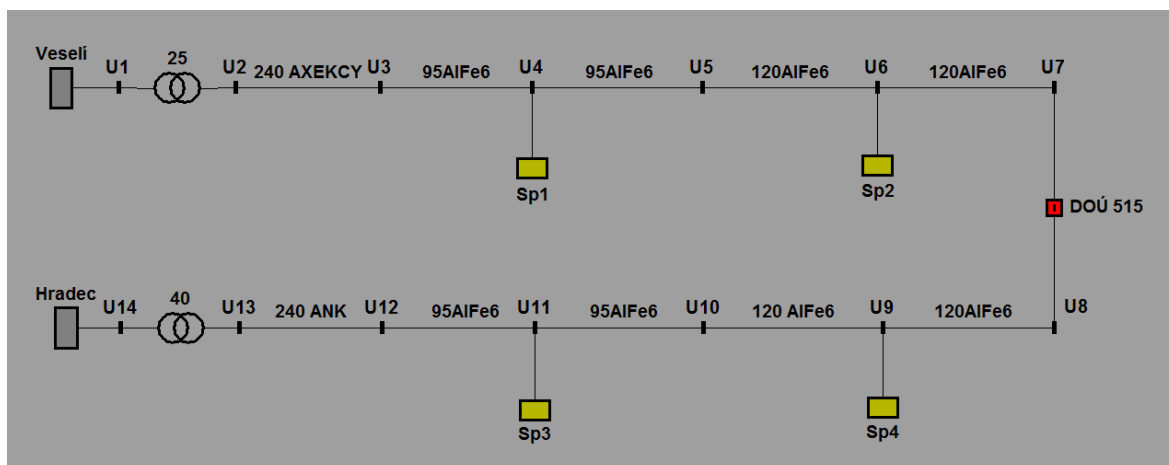 Veselí
U1
25
U2
240 AXEKCY
U3
95AlFe6
U4
95AlFe6
U5
120AlFe6
U6
120AlFe6
U7
Sp1
Sp2
DOÚ 515
Hradec
U14
40
U13
240 ANK
U12
95AlFe6
U11
95AlFe6
U10
120 AlFe6
U9
120AlFe6
U8
Sp3
Sp4